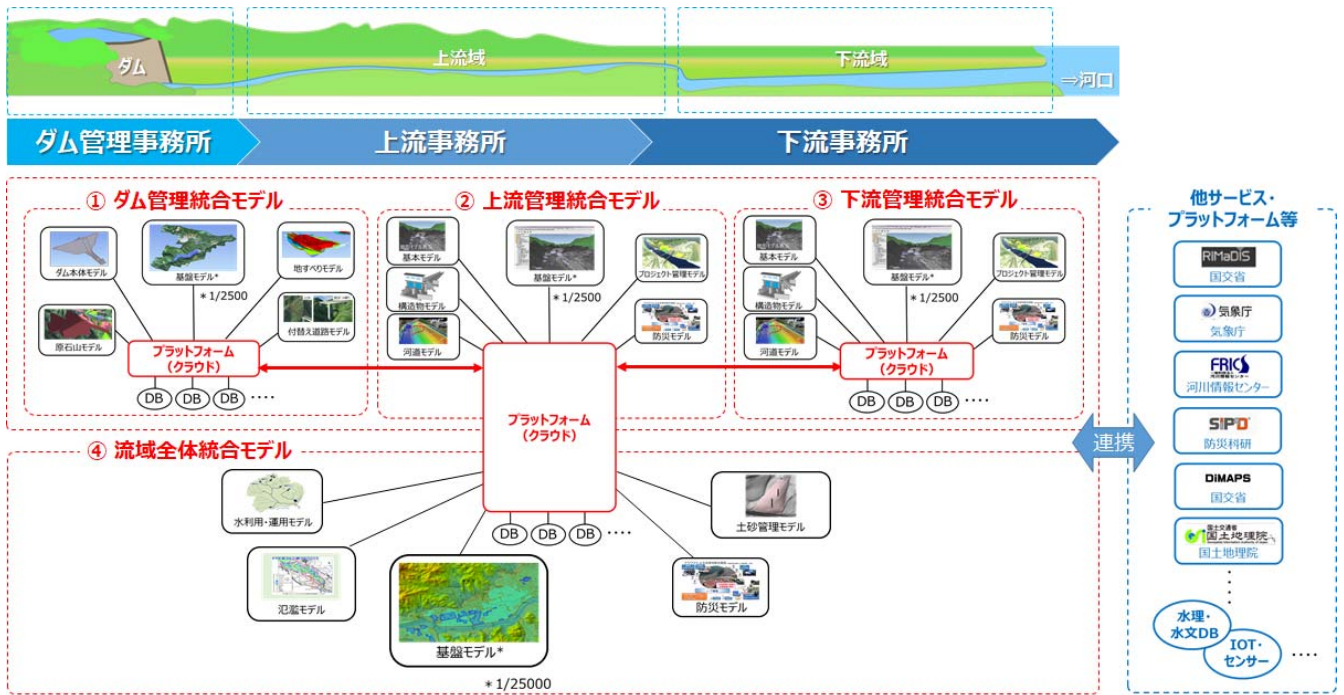 ダム
上流域
下流域
⇒河口
ダム管理事務所
上流事務所
下流事務所
① ダム管理統合モデル
ダム本体モデル
基盤モデル*
地すべりモデル
*1/2500
原石山モデル
付替え道路モデル
プラットフォーム
(クラウド)
DB
DB
DB
‥‥
② 上流管理統合モデル
基本モデル
基盤モデル*
プロジェクト管理モデル
*1/2500
構造物モデル
河道モデル
防災モデル
プラットフォーム
(クラウド)
③ 下流管理統合モデル
基本モデル
基盤モデル*
プロジェクト管理モデル
*1/2500
構造物モデル
河道モデル
防災モデル
プラットフォーム
(クラウド)
DB
DB
DB
‥‥
④ 流域全体統合モデル
水利用・運用モデル
氾濫モデル
基盤モデル*
*1/25000
DB
DB
DB
‥‥
土砂管理モデル
防災モデル
連携
他サービス・
プラットフォーム等
RiMaDIS
国交省
気象庁
気象庁
FRICS
河川情報センター
SIP4D
防災科研
DiMAPS
国交省
国土交通省
国土地理院
国土地理院
水理・
水文DB
IOT・
センサー
‥‥